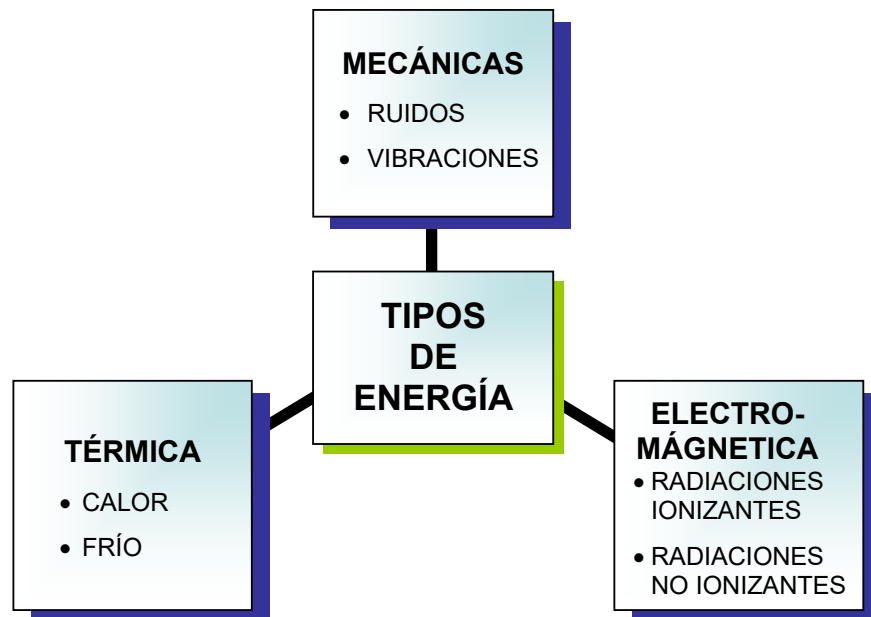 MECÁNICAS
• RUIDOS
• VIBRACIONES
TIPOS
DE
ENERGÍA
TÉRMICA
• CALOR
• FRÍO
ELECTRO-
MÁGNETICA
• RADIACIONES
IONIZANTES
• RADIACIONES
NO IONIZANTES